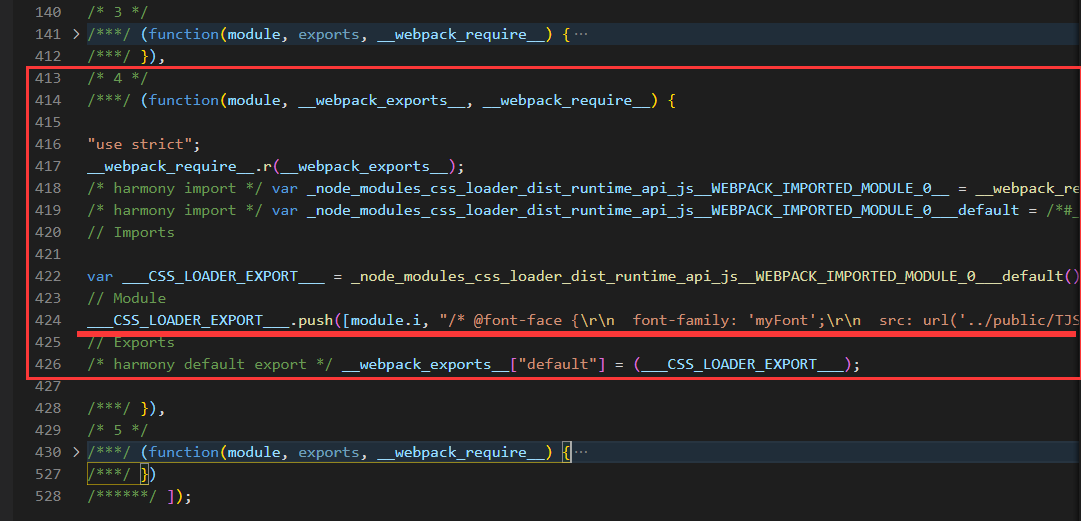 140 /* 3 */
141 /***/ (function(module, exports, __webpack_require__) {…
412 /***/ }),
413 /* 4 */
414 /***/ (function(module, __webpack_exports__, __webpack_require__) {
415
416 "use strict";
417 __webpack_require__.r(__webpack_exports__);
418 /* harmony import */ var _node_modules_css_loader_dist_runtime_api_js__WEBPACK_IMPORTED_MODULE_0__ = __webpack_re
419 /* harmony import */ var _node_modules_css_loader_dist_runtime_api_js__WEBPACK_IMPORTED_MODULE_0___default = /*#_
420 // Imports
421
422 var ___CSS_LOADER_EXPORT___ = _node_modules_css_loader_dist_runtime_api_js__WEBPACK_IMPORTED_MODULE_0___default()
423 // Module
424 ___CSS_LOADER_EXPORT___.push([module.i, "/* @font-face {\r\n  font-family: 'myFont';\r\n  src: url('../public/TJS
425 // Exports
426 /* harmony default export */ __webpack_exports__["default"] = (___CSS_LOADER_EXPORT___);
427
428 /***/ }),
429 /* 5 */
430 /***/ (function(module, exports, __webpack_require__) {…
527 /***/ })
528 /******/ ]);